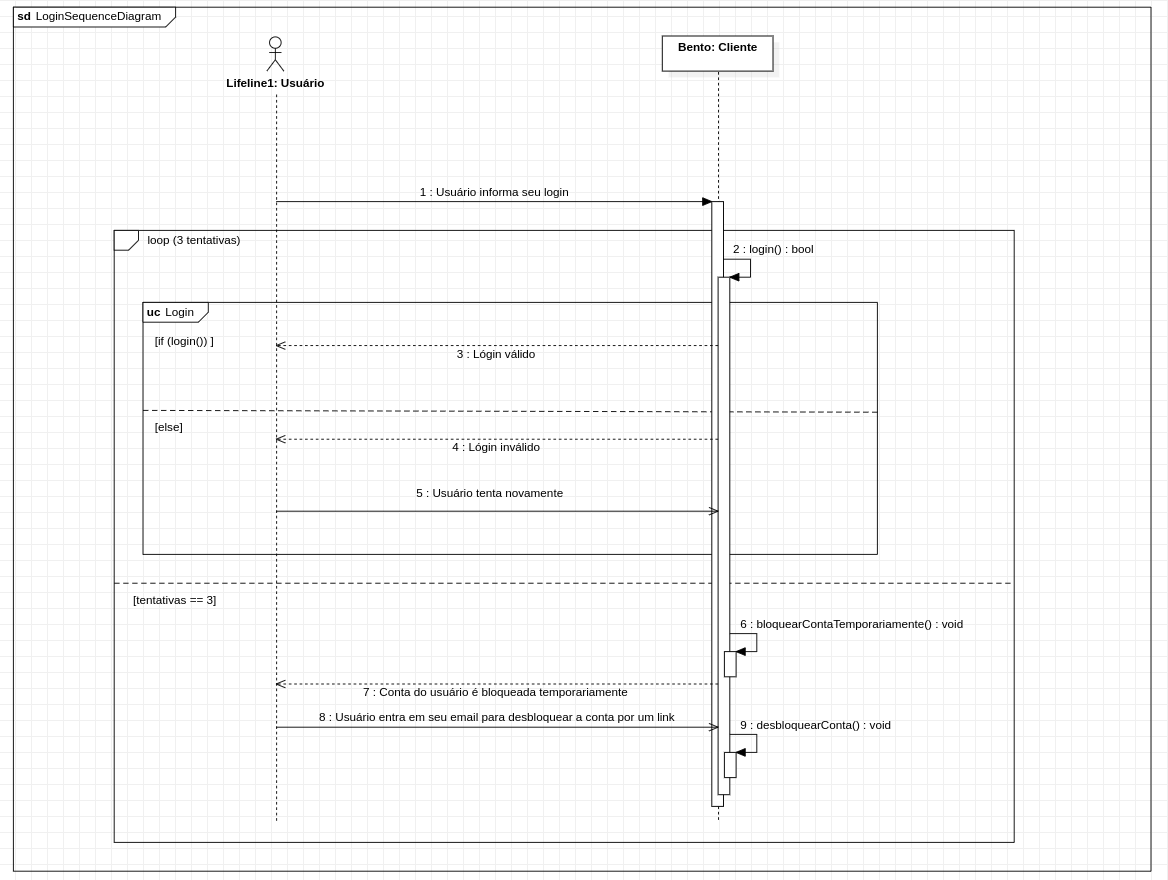 sd LoginSequenceDiagram
Bento: Cliente
Lifeline1: Usuário
1 : Usuário informa seu login
loop (3 tentativas)
2 : login() : bool
uc Login
[if (login()) ]
3 : Lógin válido
[else]
4 : Lógin inválido
5 : Usuário tenta novamente
[tentativas == 3]
6 : bloquearContaTemporariamente() : void
7 : Conta do usuário é bloqueada temporariamente
8 : Usuário entra em seu email para desbloquear a conta por um link
9 : desbloquearConta() : void